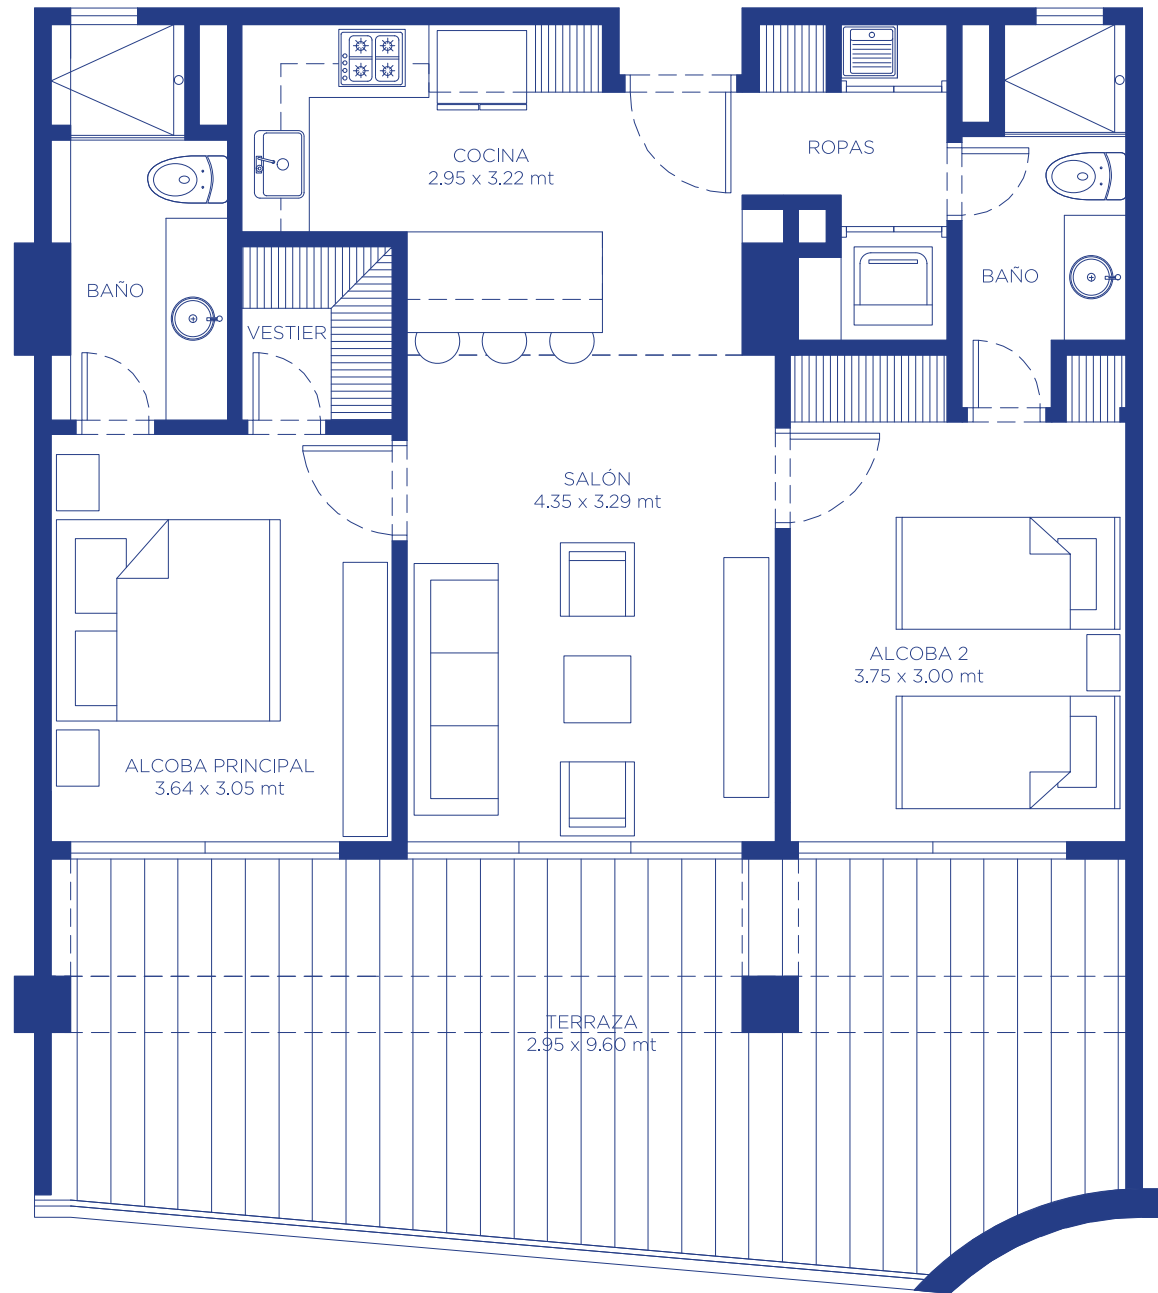 COCINA
2.95 x 3.22 mt
ROPAS
BAÑO
VESTIER
BAÑO
SALÓN
4.35 x 3.29 mt
ALCOBA 2
3.75 x 3.00 mt
ALCOBA PRINCIPAL
3.64 x 3.05 mt
TERRAZA
2.95 x 9.60 mt